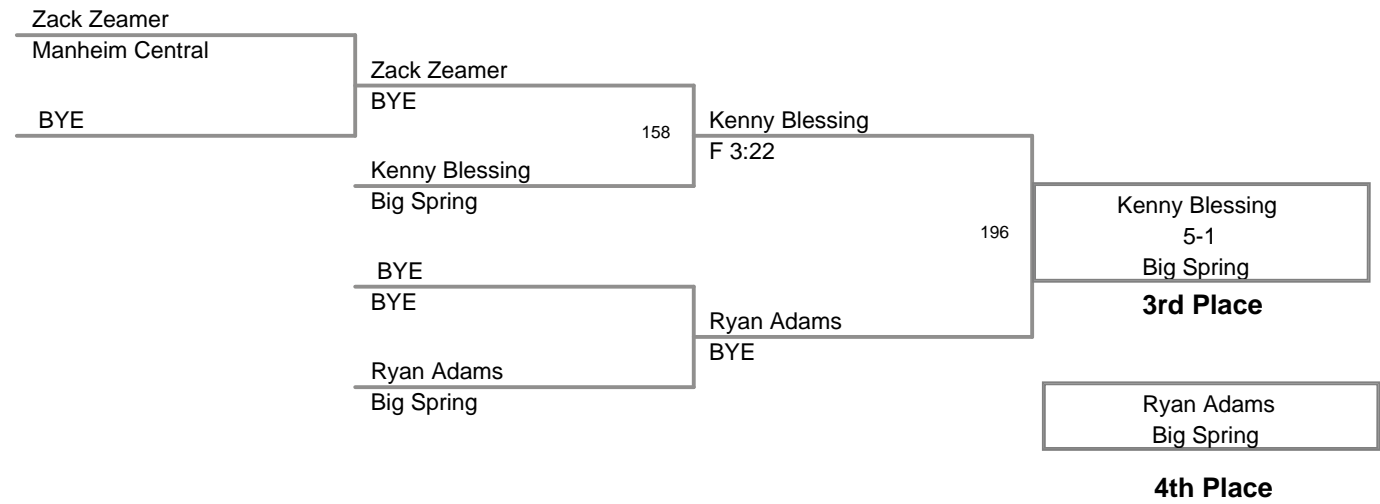 Zack Zeamer
Manheim Central
BYE
Zack Zeamer
BYE
158
Kenny Blessing
Big Spring
Kenny Blessing
F 3:22
BYE
BYE
Ryan Adams
Big Spring
Ryan Adams
BYE
196
Kenny Blessing
5-1
Big Spring
3rd Place
Ryan Adams
Big Spring
4th Place